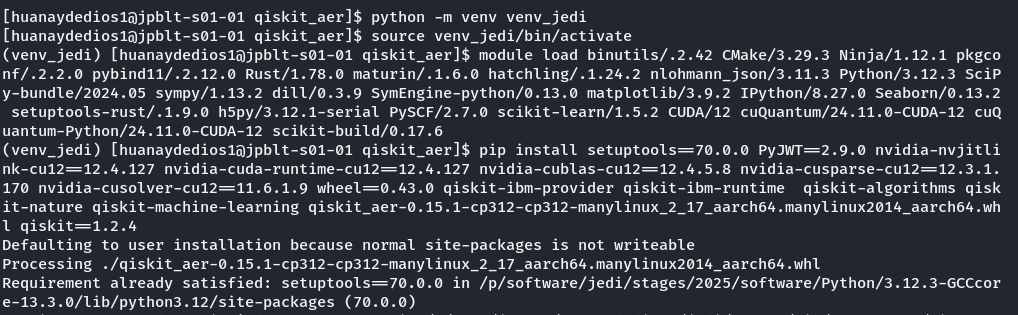 [huanaydedios1@jpblt-s01-01 qiskit_aer]$ python -m venv venv_jedi
[huanaydedios1@jpblt-s01-01 qiskit_aer]$ source venv_jedi/bin/activate
(venv_jedi) [huanaydedios1@jpblt-s01-01 qiskit_aer]$ module load binutils/.2.42 CMake/3.29.3 Ninja/1.12.1 pkgco
nf/.2.2.0 pybind11/.2.12.0 Rust/1.78.0 maturin/.1.6.0 hatchling/.1.24.2 nlohmann_json/3.11.3 Python/3.12.3 SciP
y-bundle/2024.05 sympy/1.13.2 dill/0.3.9 SymEngine-python/0.13.0 matplotlib/3.9.2 IPython/8.27.0 Seaborn/0.13.2
 setuptools-rust/.1.9.0 h5py/3.12.1-serial PySCF/2.7.0 scikit-learn/1.5.2 CUDA/12 cuQuantum/24.11.0-CUDA-12 cuQ
uantum-Python/24.11.0-CUDA-12 scikit-build/0.17.6
(venv_jedi) [huanaydedios1@jpblt-s01-01 qiskit_aer]$ pip install setuptools==70.0.0 PyJWT==2.9.0 nvidia-nvjitli
nk-cu12==12.4.127 nvidia-cuda-runtime-cu12==12.4.127 nvidia-cublas-cu12==12.4.5.8 nvidia-cusparse-cu12==12.3.1.
170 nvidia-cusolver-cu12==11.6.1.9 wheel==0.43.0 qiskit-ibm-provider qiskit-ibm-runtime  qiskit-algorithms qisk
it-nature qiskit-machine-learning qiskit_aer-0.15.1-cp312-cp312-manylinux_2_17_aarch64.manylinux2014_aarch64.wh
l qiskit==1.2.4
Defaulting to user installation because normal site-packages is not writeable
Processing ./qiskit_aer-0.15.1-cp312-cp312-manylinux_2_17_aarch64.manylinux2014_aarch64.whl
Requirement already satisfied: setuptools==70.0.0 in /p/software/jedi/stages/2025/software/Python/3.12.3-GCCcor
e-13.3.0/lib/python3.12/site-packages (70.0.0)